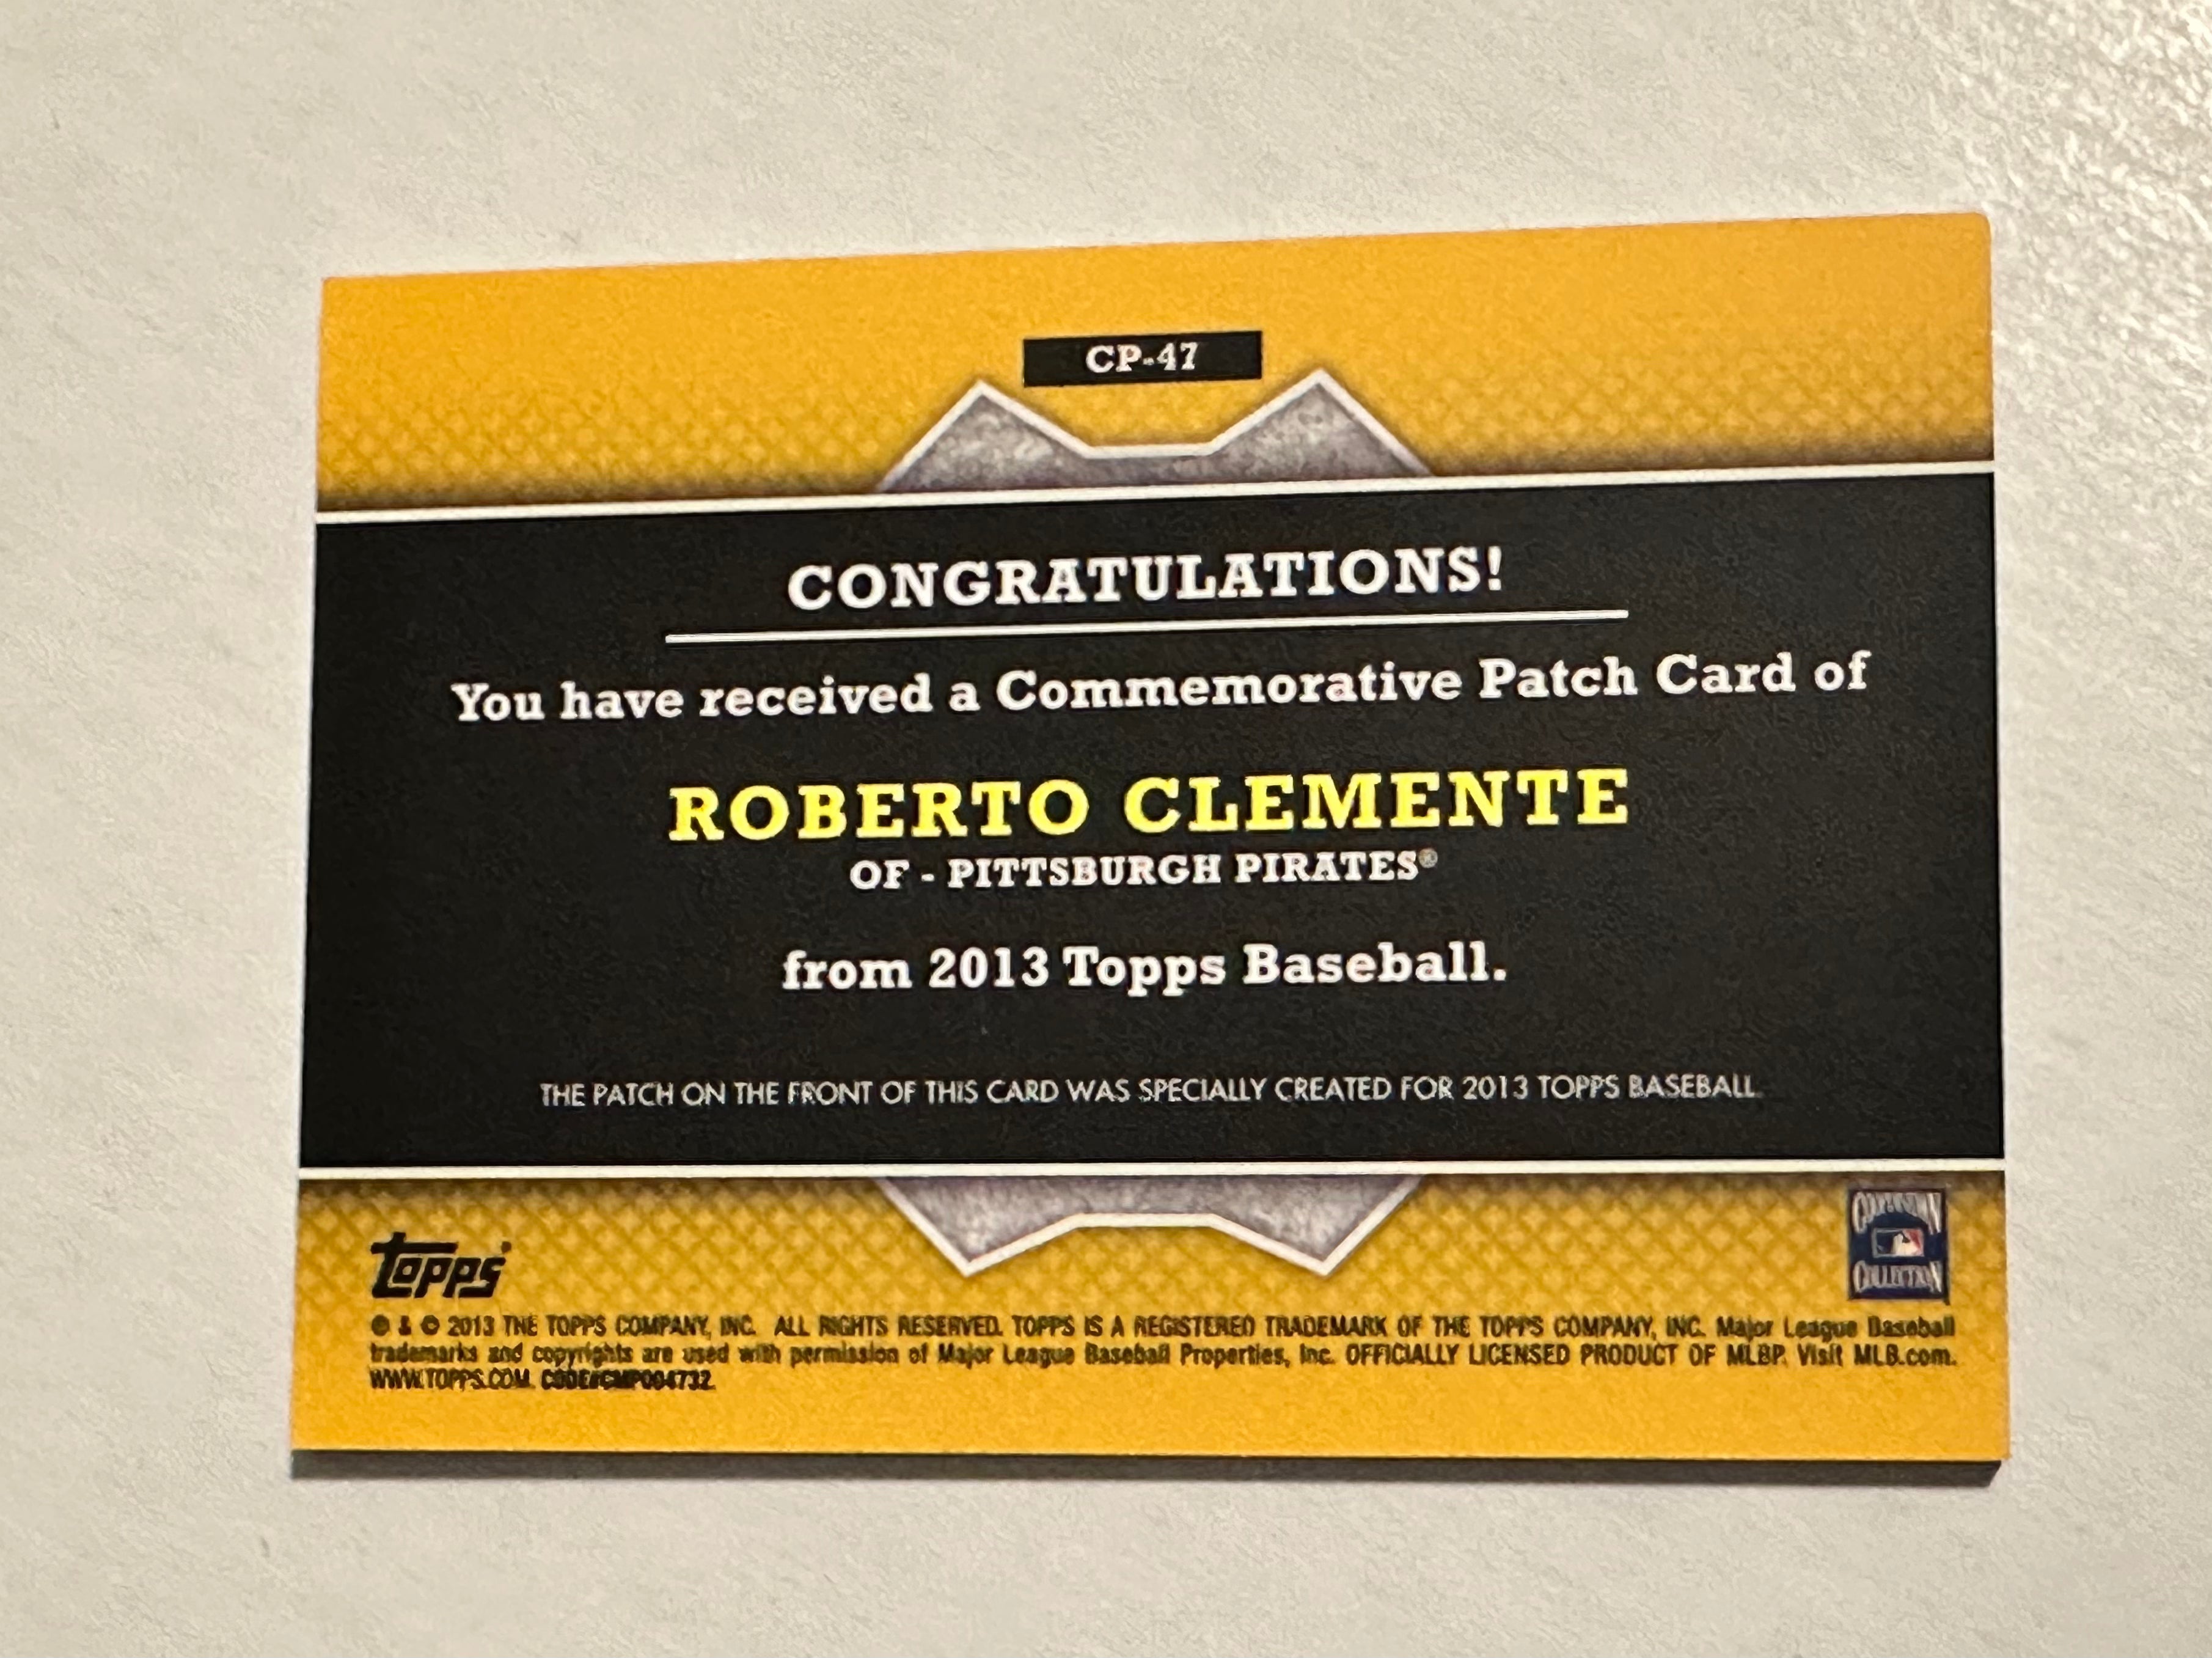 CP-47
CONGRATULATIONS!
You have received a Commemorative Patch Card of
ROBERTO CLEMENTE
OF - PITTSBURGH PIRATES®
from 2013 Topps Baseball.
THE PATCH ON THE FRONT OF THIS CARD WAS SPECIALLY CREATED FOR 2013 TOPPS BASEBALL.
topps®
COOPERSTOWN
COLLECTION
® & © 2013 THE TOPPS COMPANY, INC. ALL RIGHTS RESERVED. TOPPS IS A REGISTERED TRADEMARK OF THE TOPPS COMPANY, INC. Major League Baseball
trademarks and copyrights are used with permission of Major League Baseball Properties, Inc. OFFICIALLY LICENSED PRODUCT OF MLBP. Visit MLB.com.
WWW.TOPPS.COM. CODE#CMP004732